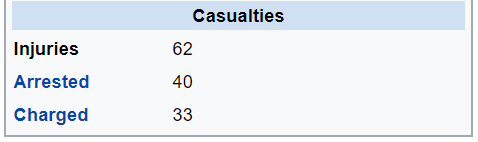 Casualties
Injuries 62
Arrested 40
Charged 33